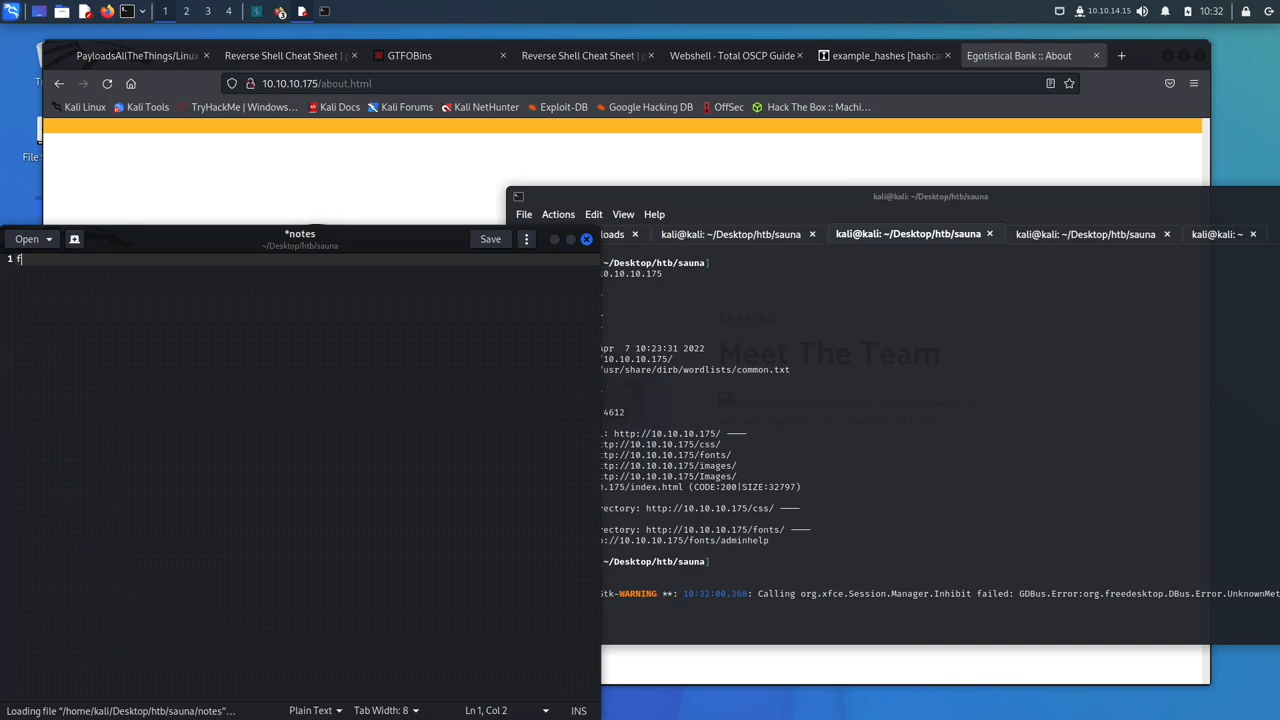 1 2 3 4 10.10.14.15 10:32
PayloadsAllTheThings/Linux Reverse Shell Cheat Sheet | GTFOBins Reverse Shell Cheat Sheet | Webshell · Total OSCP Guide example_hashes [hashcat Egotistical Bank :: About
10.10.10.175/about.html
Kali Linux Kali Tools TryHackMe | Windows… Kali Docs Kali Forums Kali NetHunter Exploit-DB Google Hacking DB OffSec Hack The Box :: Machi…
File
kali@kali: ~/Desktop/htb/sauna
File Actions Edit View Help
loads kali@kali: ~/Desktop/htb/sauna kali@kali: ~/Desktop/htb/sauna kali@kali: ~/Desktop/htb/sauna kali@kali: ~
Open *notes Save
~/Desktop/htb/sauna
1 f
~/Desktop/htb/sauna]
0.10.10.175
Apr 7 10:23:31 2022
/10.10.10.175/
/usr/share/dirb/wordlists/common.txt
4612
: http://10.10.10.175/ ——
tp://10.10.10.175/css/
tp://10.10.10.175/fonts/
tp://10.10.10.175/images/
tp://10.10.10.175/Images/
0.175/index.html (CODE:200|SIZE:32797)
rectory: http://10.10.10.175/css/ ——
rectory: http://10.10.10.175/fonts/ ——
p://10.10.10.175/fonts/adminhelp
~/Desktop/htb/sauna]
Gtk-WARNING **: 10:32:00.368: Calling org.xfce.Session.Manager.Inhibit failed: GDBus.Error:org.freedesktop.DBus.Error.UnknownMet
AMAZING
Meet The Team
Loading file “/home/kali/Desktop/htb/sauna/notes”… Plain Text Tab Width: 8 Ln 1, Col 2 INS